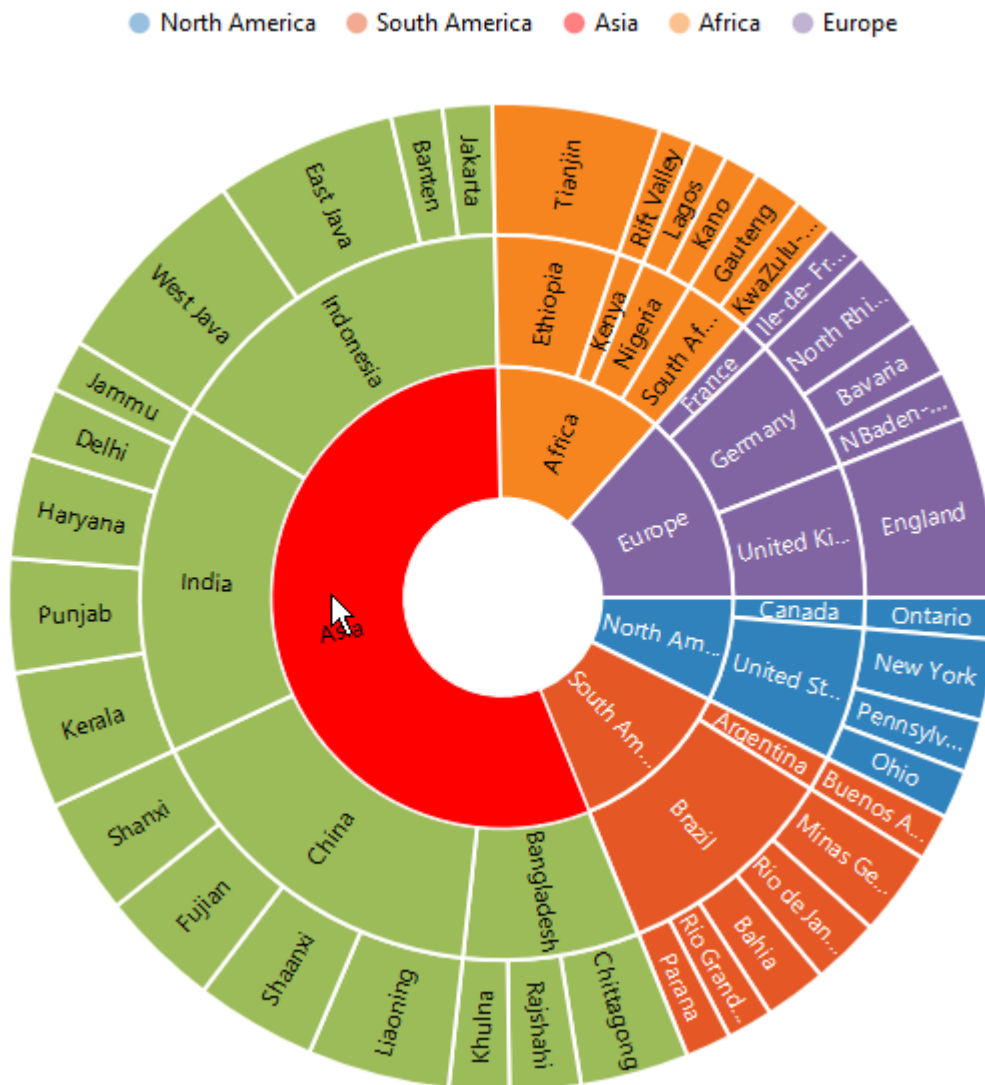 North America
South America
Asia
Africa
Europe
Jakarta
Banten
East Java
West Java
Jammu
Delhi
Haryana
Punjab
Kerala
Shanxi
Fujian
Shaanxi
Liaoning
Khulna
Rajshahi
Chittagong
Indonesia
India
China
Bangladesh
Asia
Tianjin
Rift Valley
Lagos
Kano
Gauteng
KwaZulu-...
Ethiopia
Kenya
Nigeria
South Af...
Africa
Ile-de- Fr...
North Rhi...
Bavaria
NBaden-...
England
France
Germany
United Ki...
Europe
Ontario
New York
Pennsylv...
Ohio
Canada
United St...
North Am...
Buenos A...
Minas Ge...
Rio de Jan...
Bahia
Rio Grand...
Parana
Argentina
Brazil
South Am...